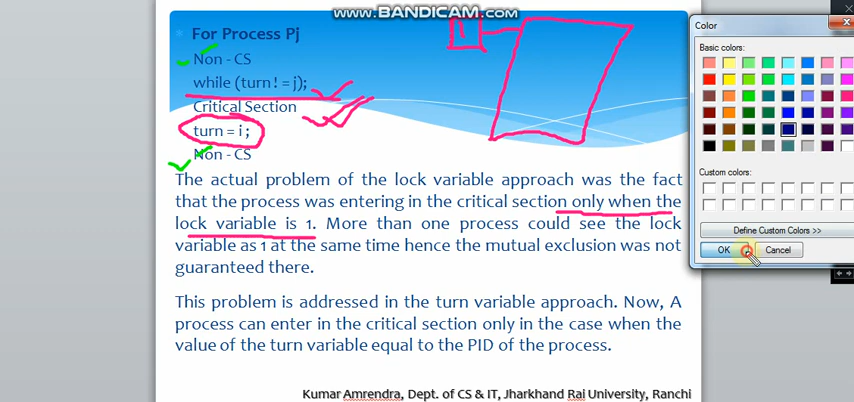 www.BANDICAM.com
For Process Pj
Non - CS
while (turn ! = j);
Critical Section
turn = i ;
Non - CS
The actual problem of the lock variable approach was the fact
that the process was entering in the critical section only when the
lock variable is 1. More than one process could see the lock
variable as 1 at the same time hence the mutual exclusion was not
guaranteed there.
This problem is addressed in the turn variable approach. Now, A
process can enter in the critical section only in the case when the
value of the turn variable equal to the PID of the process.
Kumar Amrendra, Dept. of CS & IT, Jharkhand Rai University, Ranchi
Color
Basic colors:
Custom colors:
Define Custom Colors >>
OK
Cancel